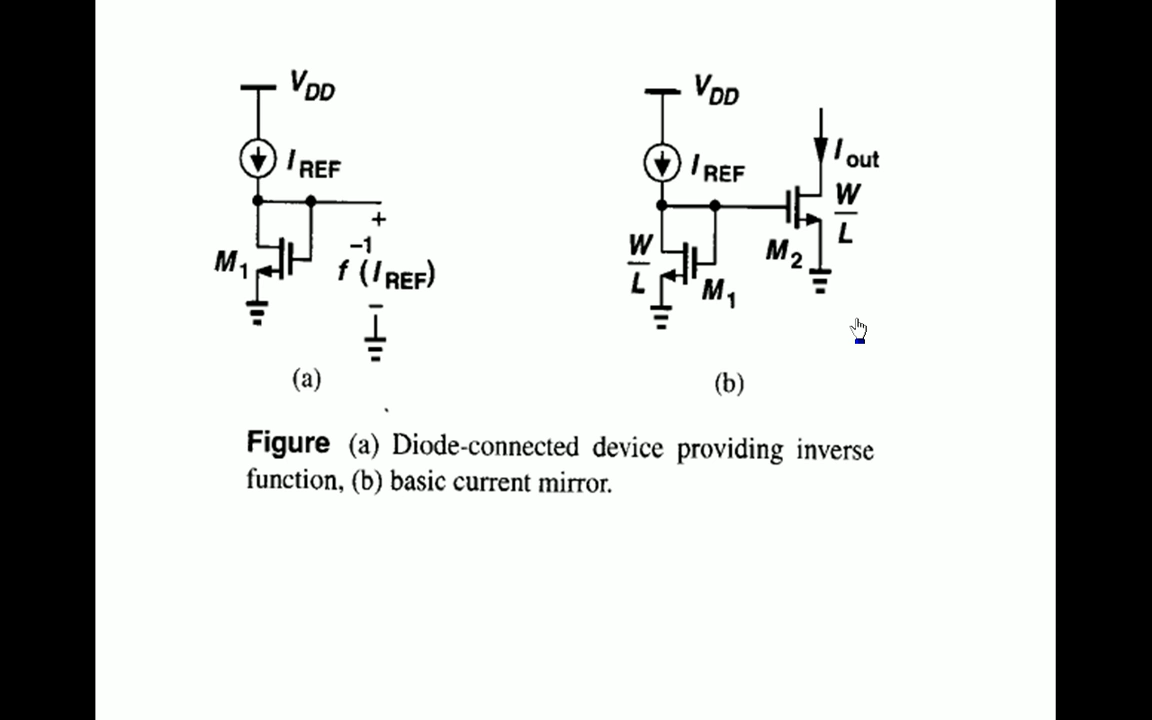 V_DD
I_REF
+
M_1
f^-1 (I_REF)
−
(a)
V_DD
I_REF
I_out
W/L
M_2
W/L
M_1
(b)
Figure (a) Diode-connected device providing inverse
function, (b) basic current mirror.